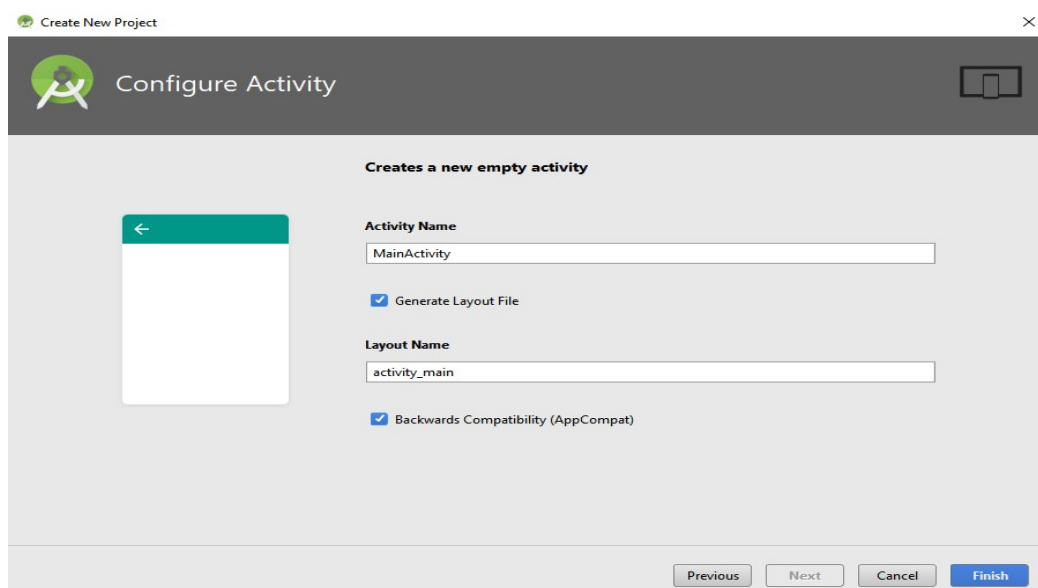 Create New Project
Configure Activity
Creates a new empty activity
Activity Name
MainActivity
Generate Layout File
Layout Name
activity_main
Backwards Compatibility (AppCompat)
Previous Next Cancel Finish